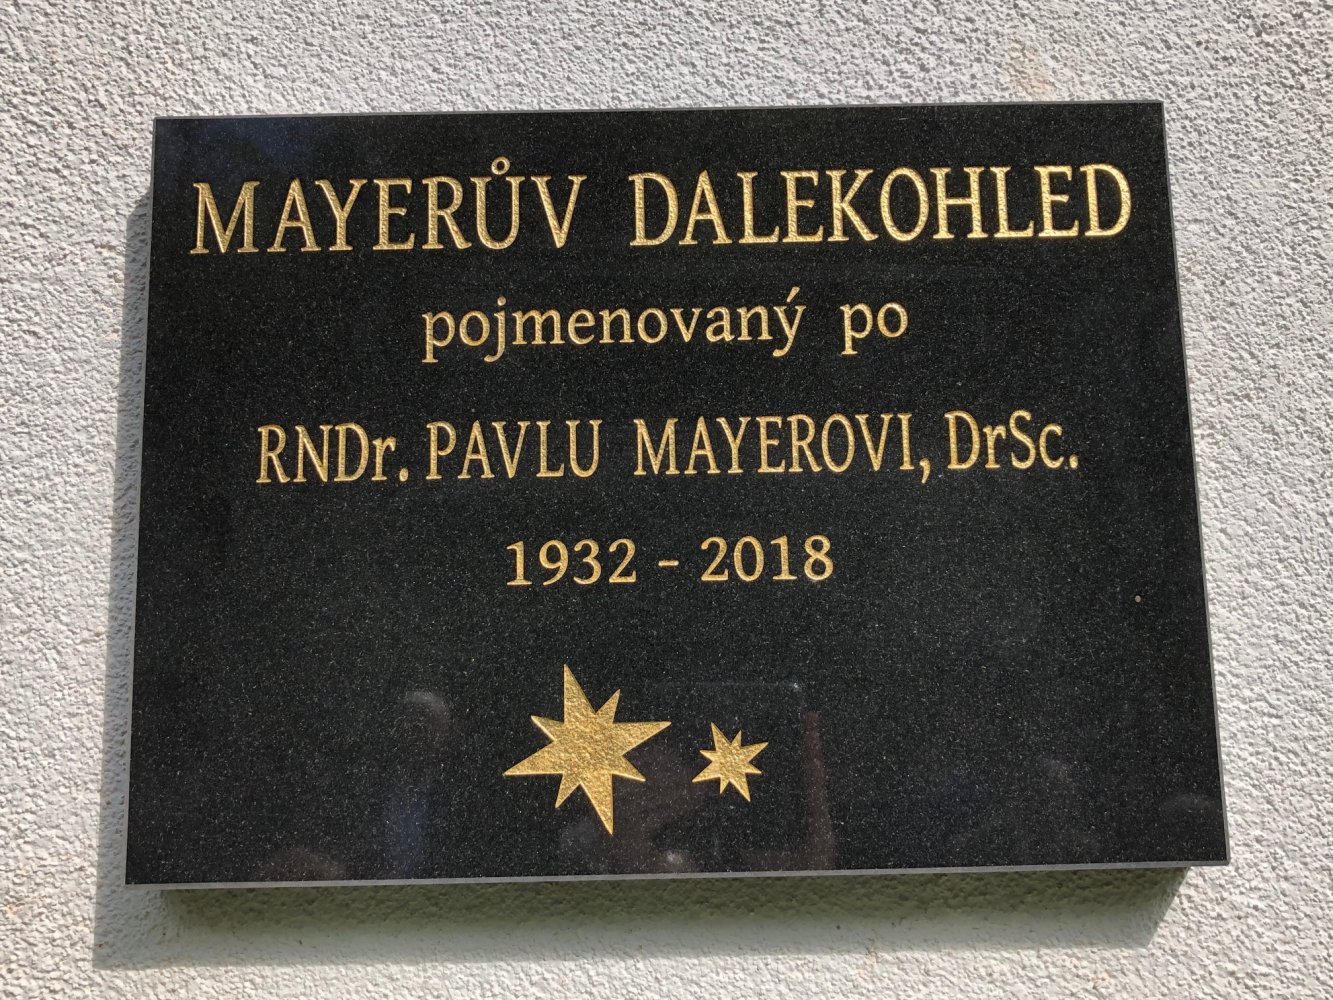 MAYERŮV DALEKOHLED
pojmenovaný po
RNDr. PAVLU MAYEROVI, DrSc.
1932 - 2018